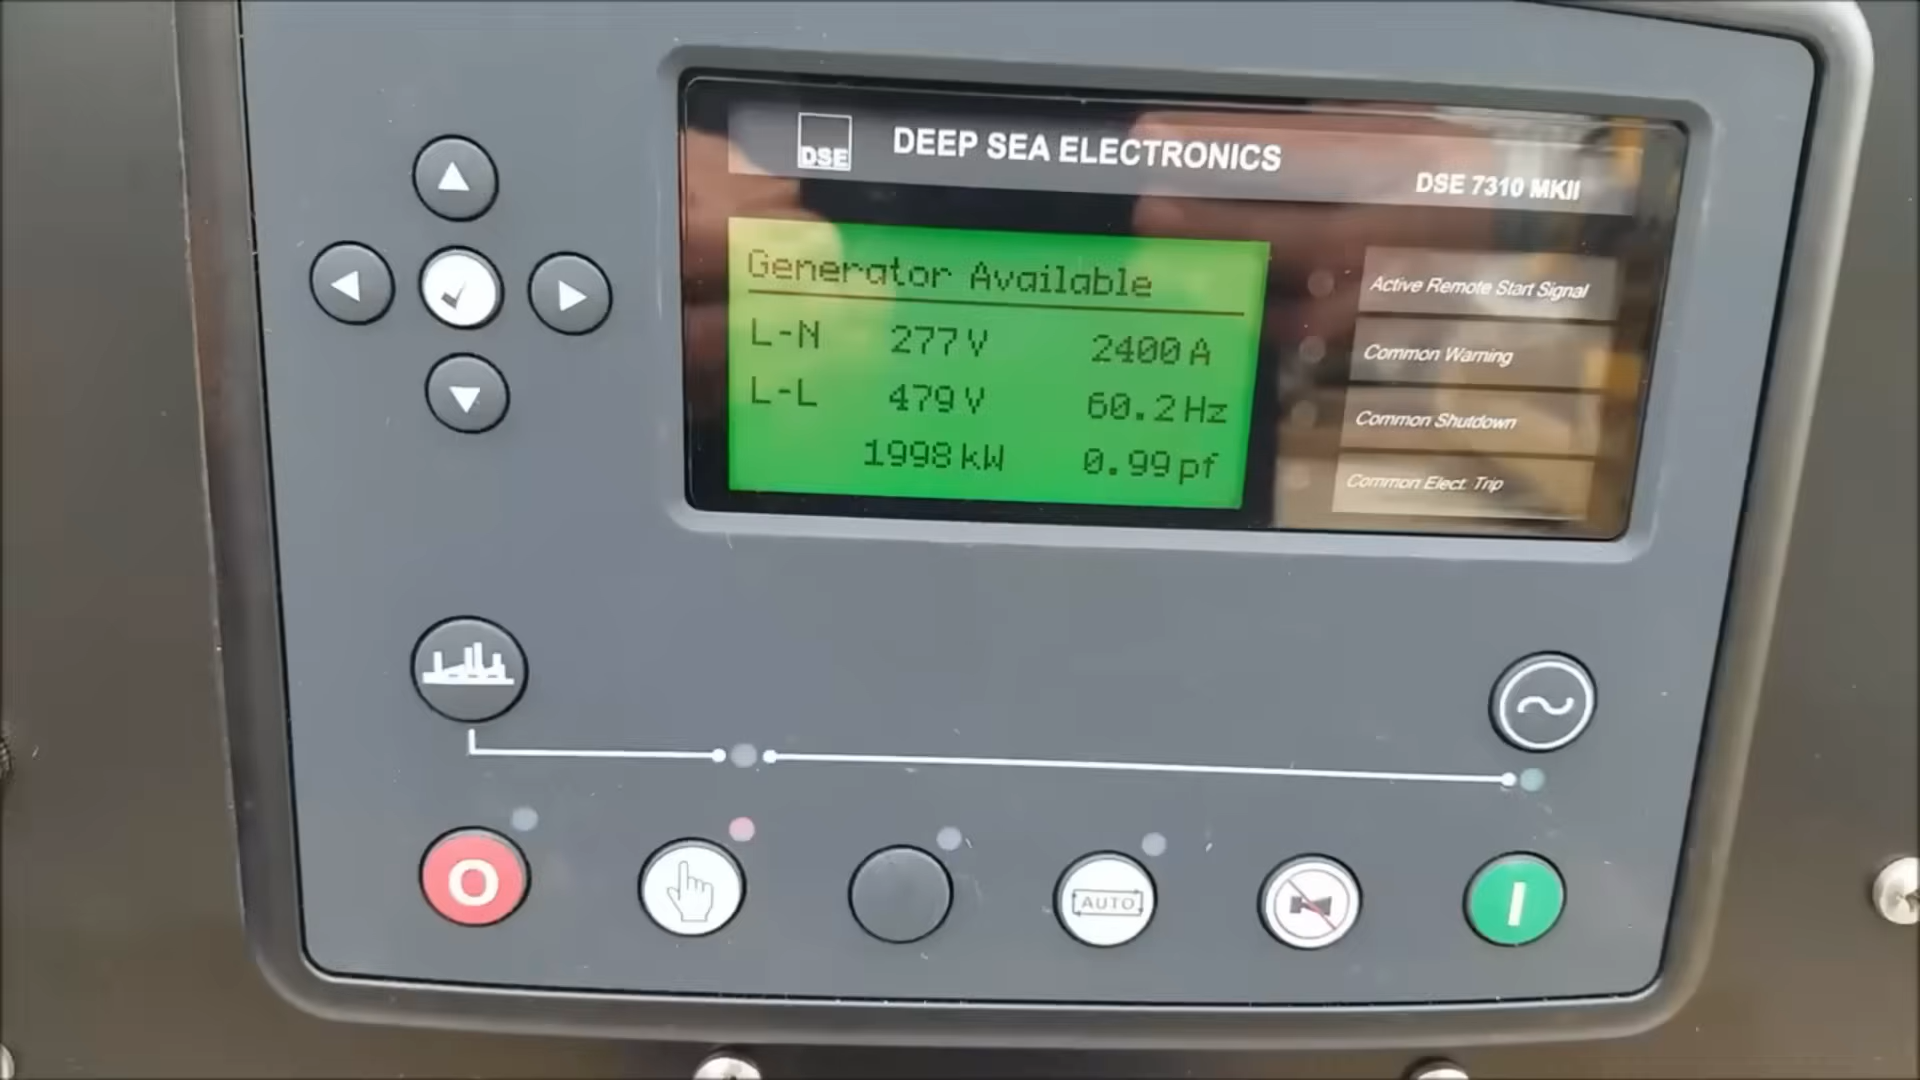 DSE
DEEP SEA ELECTRONICS
DSE 7310 MKII
Generator Available
L-N 277 V 2400 A
L-L 479 V 60.2 Hz
1998 kW 0.99 pf
Active Remote Start Signal
Common Warning
Common Shutdown
Common Elect. Trip
O
AUTO
I